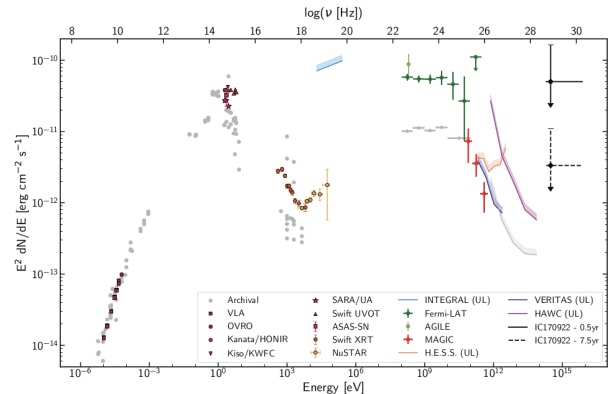 log(ν [Hz])
8 10 12 14 16 18 20 22 24 26 28 30
E² dN/dE [erg cm⁻² s⁻¹]
10⁻¹⁰
10⁻¹¹
10⁻¹²
10⁻¹³
10⁻¹⁴
Archival
VLA
OVRO
Kanata/HONIR
Kiso/KWFC
SARA/UA
Swift UVOT
ASAS-SN
Swift XRT
NuSTAR
INTEGRAL (UL)
Fermi-LAT
AGILE
MAGIC
H.E.S.S. (UL)
VERITAS (UL)
HAWC (UL)
IC170922 - 0.5yr
IC170922 - 7.5yr
10⁻⁶ 10⁻³ 10⁰ 10³ 10⁶ 10⁹ 10¹² 10¹⁵
Energy [eV]